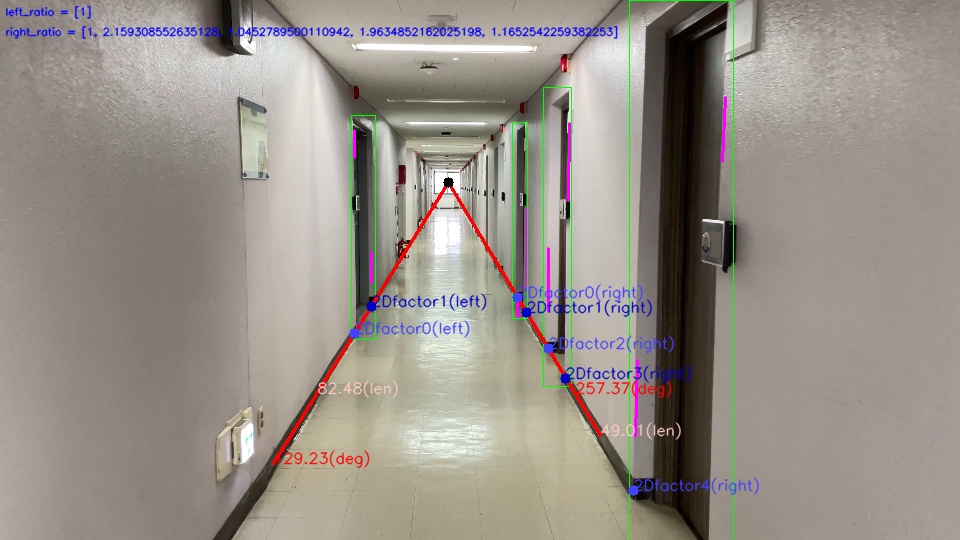 left_ratio = [1]
right_ratio = [1, 2.159308552635128, 1.0452789500110942, 1.9634852162025198, 1.1652542259382253]
2Dfactor0(right)
2Dfactor1(left)
2Dfactor1(right)
2Dfactor0(left)
2Dfactor2(right)
2Dfactor3(right)
82.48(len)
257.37(deg)
49.01(len)
29.23(deg)
2Dfactor4(right)